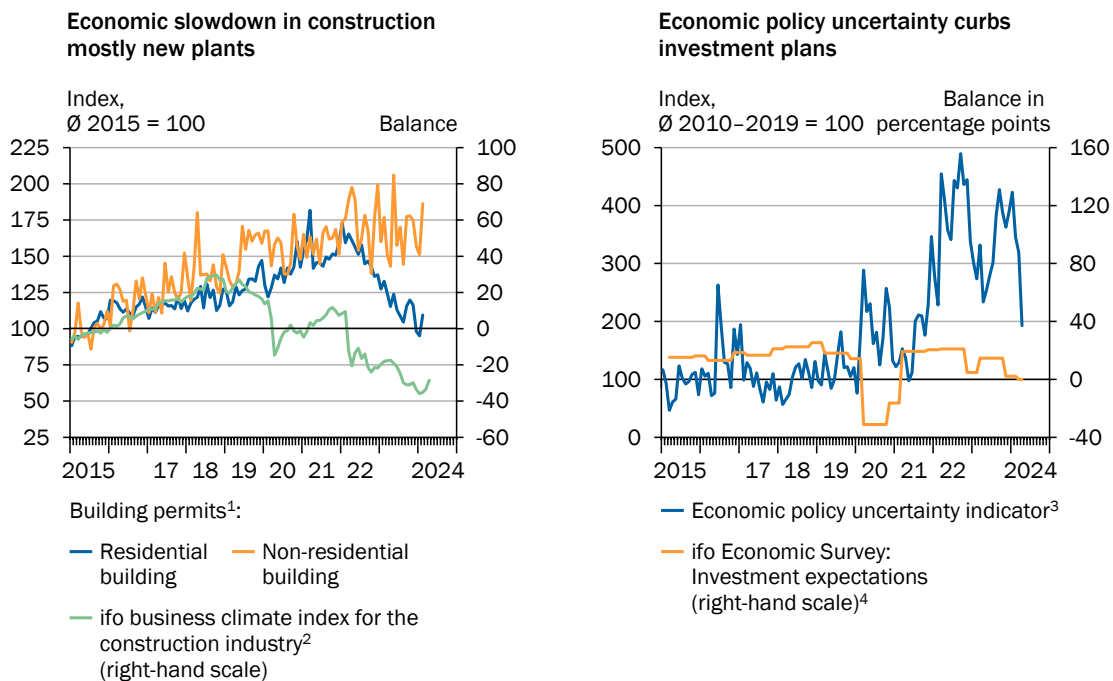 Economic slowdown in construction
mostly new plants
Index,
Ø 2015 = 100
Balance
225
200
175
150
125
100
75
50
25
100
80
60
40
20
0
-20
-40
-60
2015 17 18 19 20 21 22 2024
Building permits¹:
Residential
building
Non-residential
building
ifo business climate index for the
construction industry²
(right-hand scale)
Economic policy uncertainty curbs
investment plans
Index,
Ø 2010–2019 = 100
Balance in
percentage points
500
400
300
200
100
0
160
120
80
40
0
-40
2015 17 18 19 20 21 22 2024
Economic policy uncertainty indicator³
ifo Economic Survey:
Investment expectations
(right-hand scale)⁴